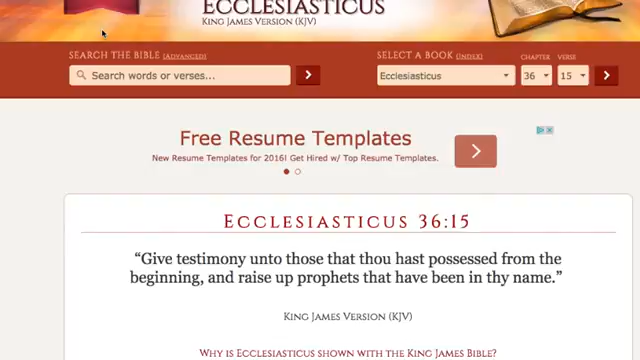 ECCLESIASTICUS
KING JAMES VERSION (KJV)
SEARCH THE BIBLE (ADVANCED)
SELECT A BOOK (INDEX) CHAPTER VERSE
Search words or verses... Ecclesiasticus 36 15
Free Resume Templates
New Resume Templates for 2016! Get Hired w/ Top Resume Templates.
ECCLESIASTICUS 36:15
“Give testimony unto those that thou hast possessed from the
beginning, and raise up prophets that have been in thy name.”
KING JAMES VERSION (KJV)
WHY IS ECCLESIASTICUS SHOWN WITH THE KING JAMES BIBLE?